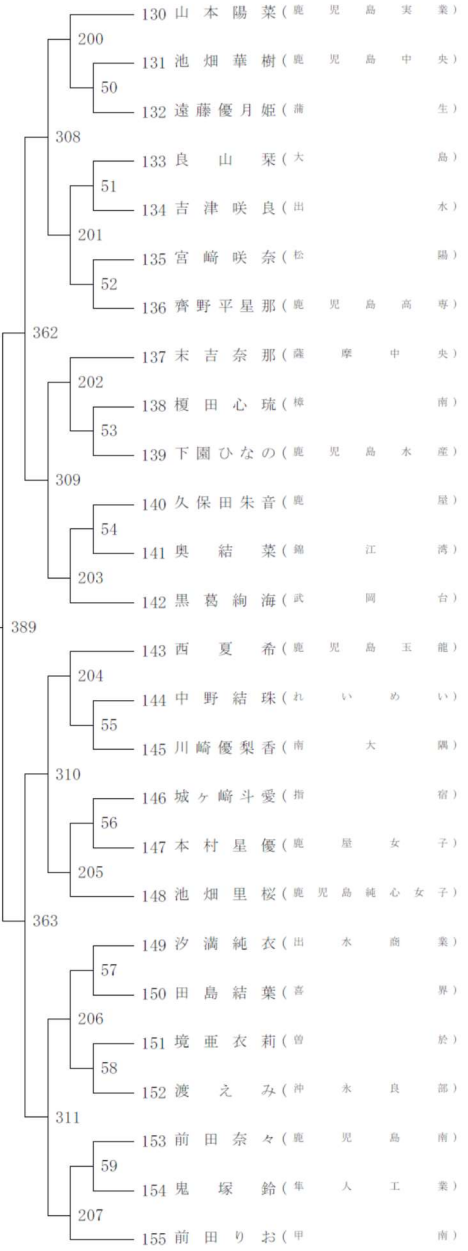 130 山本陽菜(鹿児島実業)
200
131 池畑華樹(鹿児島中央)
50
132 遠藤優月姫(蒲生)
308
133 良山栞(大島)
51
134 吉津咲良(出水)
201
135 宮﨑咲奈(松陽)
52
136 齊野平星那(鹿児島高専)
362
137 末吉奈那(薩摩中央)
202
138 榎田心琉(樟南)
53
139 下園ひなの(鹿児島水産)
309
140 久保田朱音(鹿屋)
54
141 奥結菜(錦江湾)
203
142 黒葛絢海(武岡台)
389
143 西夏希(鹿児島玉龍)
204
144 中野結珠(れいめい)
55
145 川崎優梨香(南大隅)
310
146 城ヶ﨑斗愛(指宿)
56
147 本村星優(鹿屋女子)
205
148 池畑里桜(鹿児島純心女子)
363
149 汐満純衣(出水商業)
57
150 田島結葉(喜界)
206
151 境亜衣莉(曽於)
58
152 渡えみ(沖永良部)
311
153 前田奈々(鹿児島南)
59
154 鬼塚鈴(隼人工業)
207
155 前田りお(甲南)